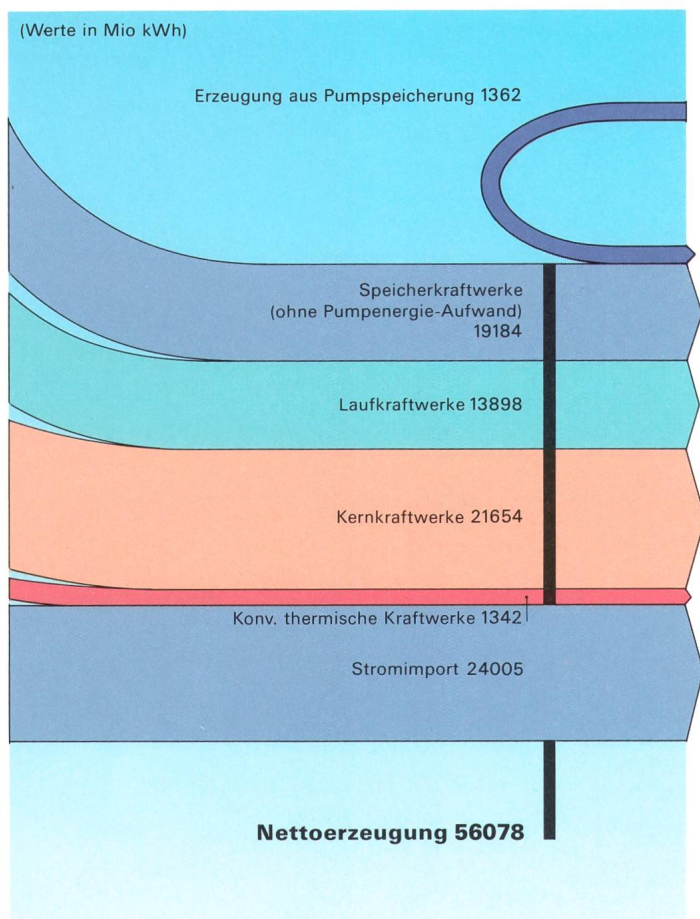 (Werte in Mio kWh)
Erzeugung aus Pumpspeicherung 1362
Speicherkraftwerke
(ohne Pumpenergie-Aufwand)
19184
Laufkraftwerke 13898
Kernkraftwerke 21654
Konv. thermische Kraftwerke 1342
Stromimport 24005
Nettoerzeugung 56078